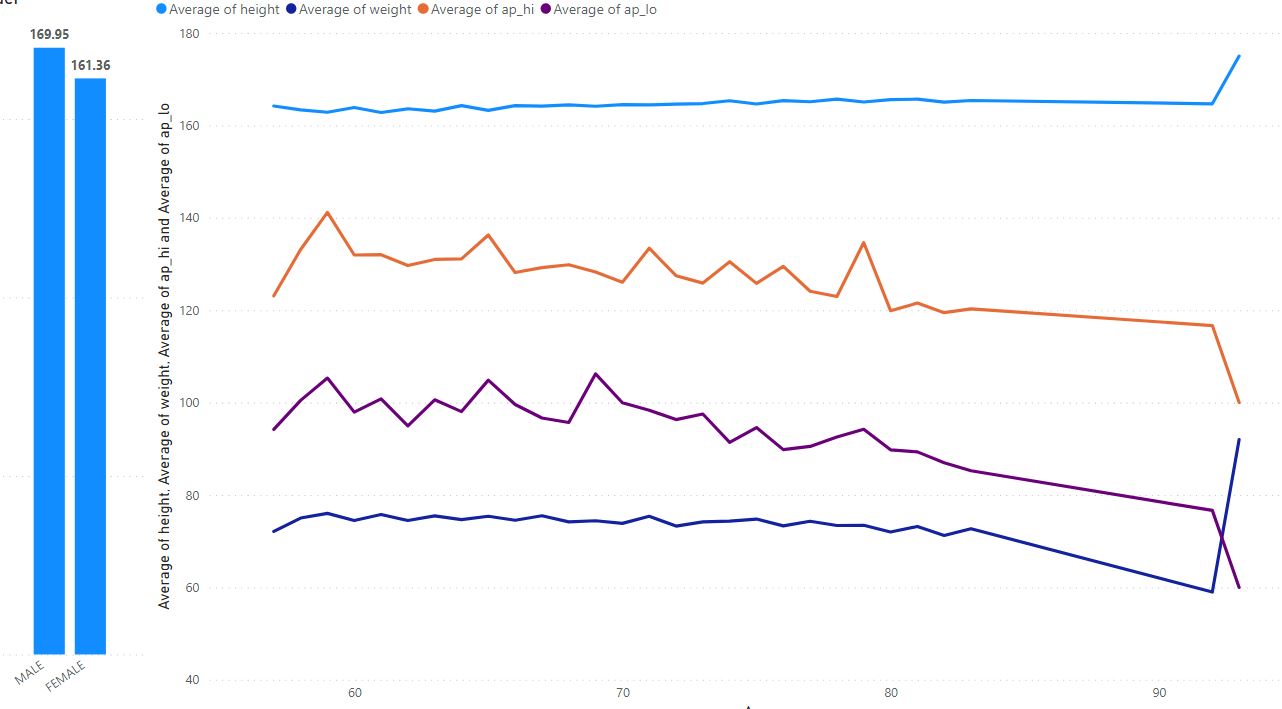 169.95
161.36
MALE
FEMALE
Average of height Average of weight Average of ap_hi Average of ap_lo
Average of height, Average of weight, Average of ap_hi and Average of ap_lo
180
160
140
120
100
80
60
40
60 70 80 90